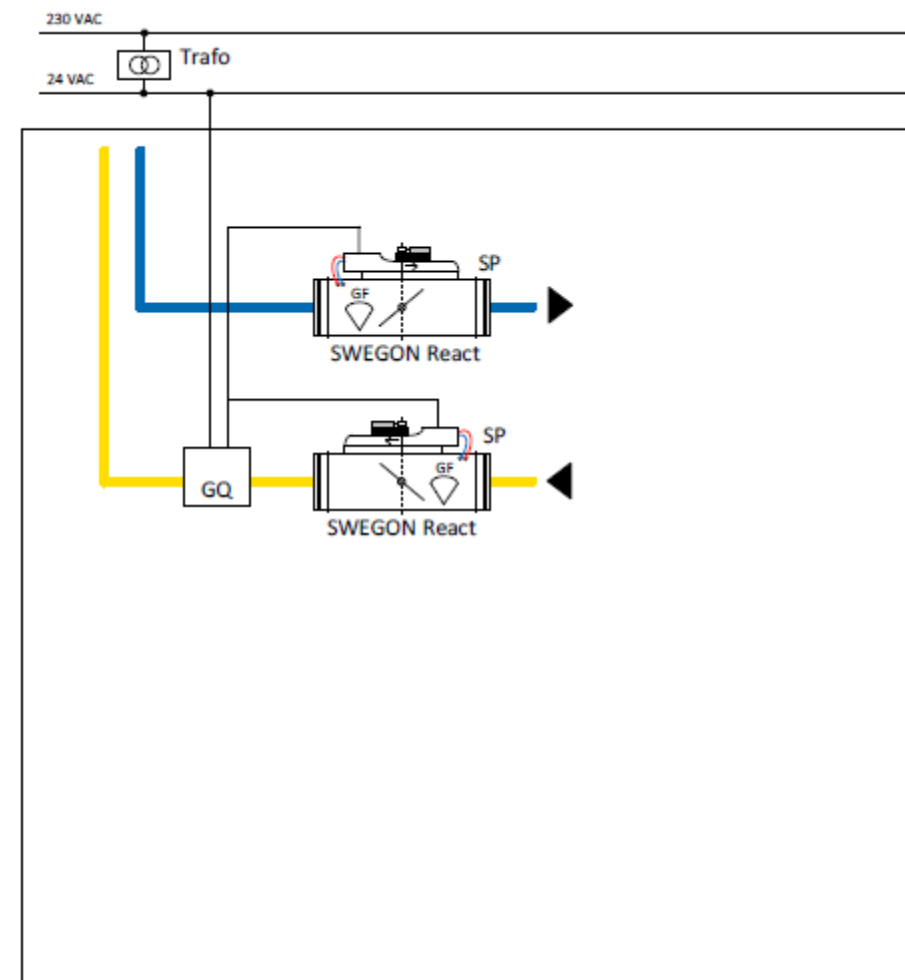 230 VAC
Trafo
24 VAC
SP
GF
SWEGON React
SP
GF
GQ
SWEGON React